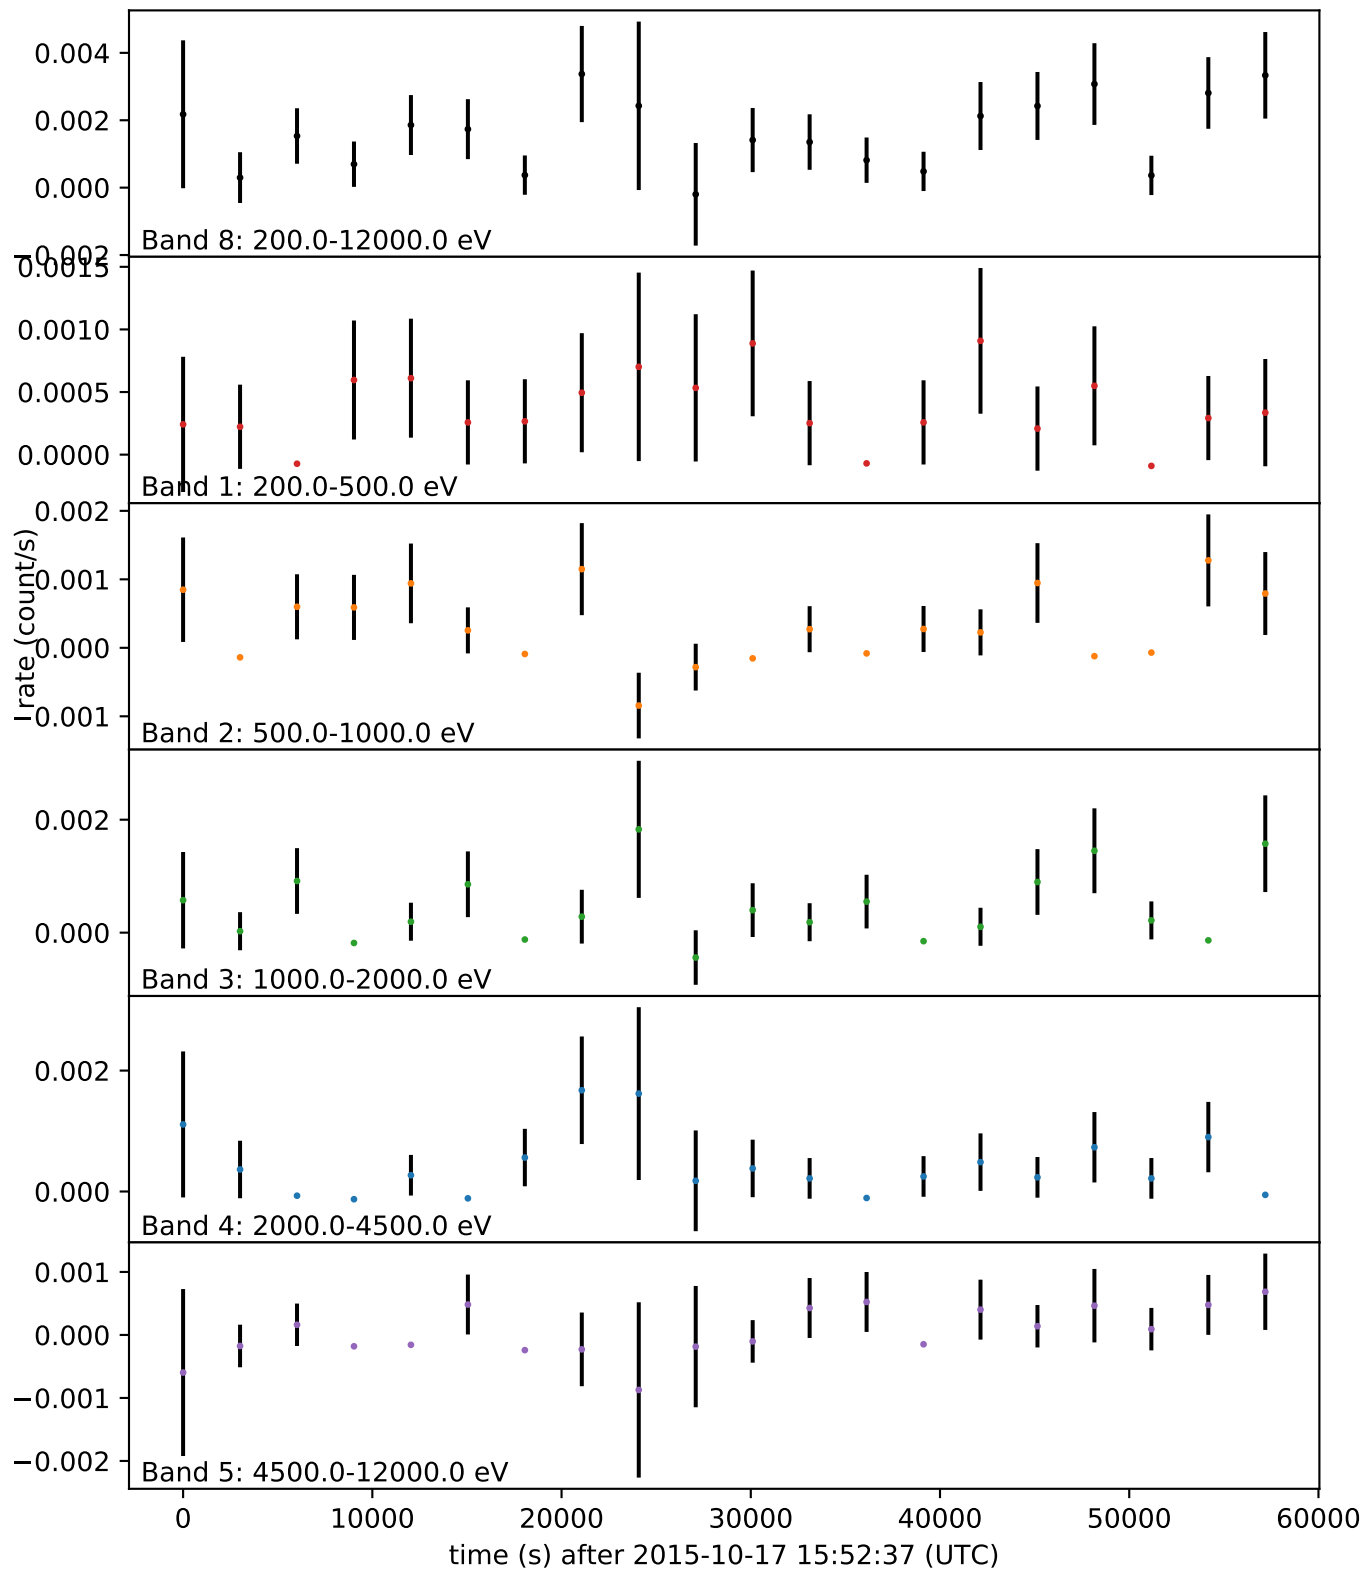 0.004
0.002
0.000
−0.002
Band 8: 200.0-12000.0 eV
0.0015
0.0010
0.0005
0.0000
Band 1: 200.0-500.0 eV
rate (count/s)
0.002
0.001
0.000
−0.001
Band 2: 500.0-1000.0 eV
0.002
0.000
Band 3: 1000.0-2000.0 eV
0.002
0.000
Band 4: 2000.0-4500.0 eV
0.001
0.000
−0.001
−0.002
Band 5: 4500.0-12000.0 eV
0 10000 20000 30000 40000 50000 60000
time (s) after 2015-10-17 15:52:37 (UTC)